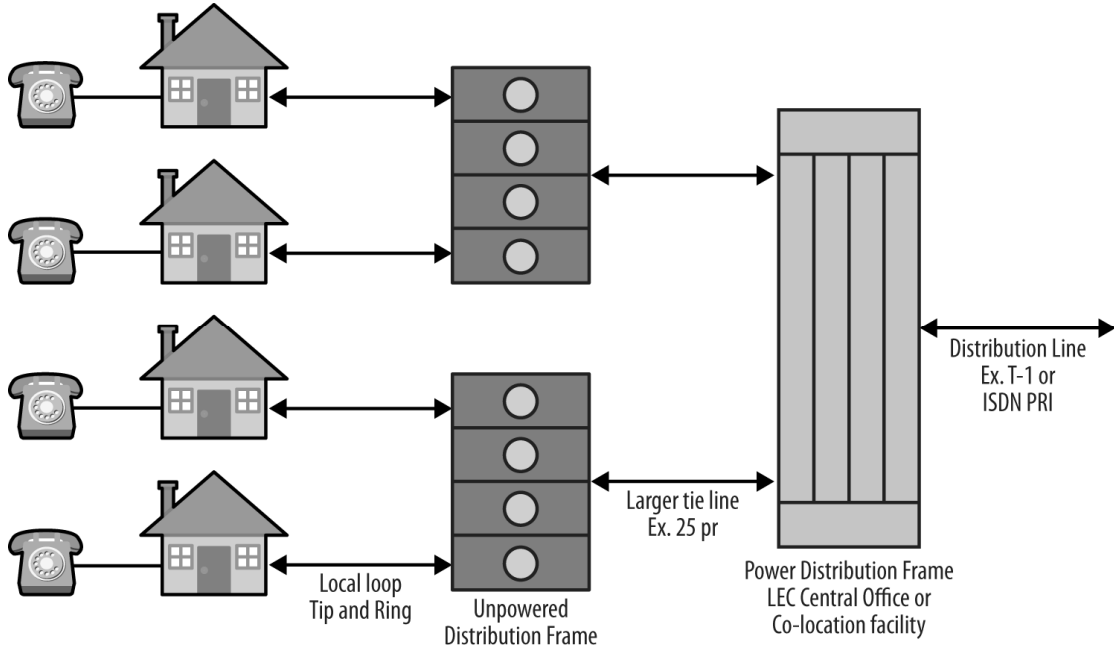 Distribution Line
Ex. T-1 or
ISDN PRI
Larger tie line
Ex. 25 pr
Local loop
Tip and Ring
Unpowered
Distribution Frame
Power Distribution Frame
LEC Central Office or
Co-location facility